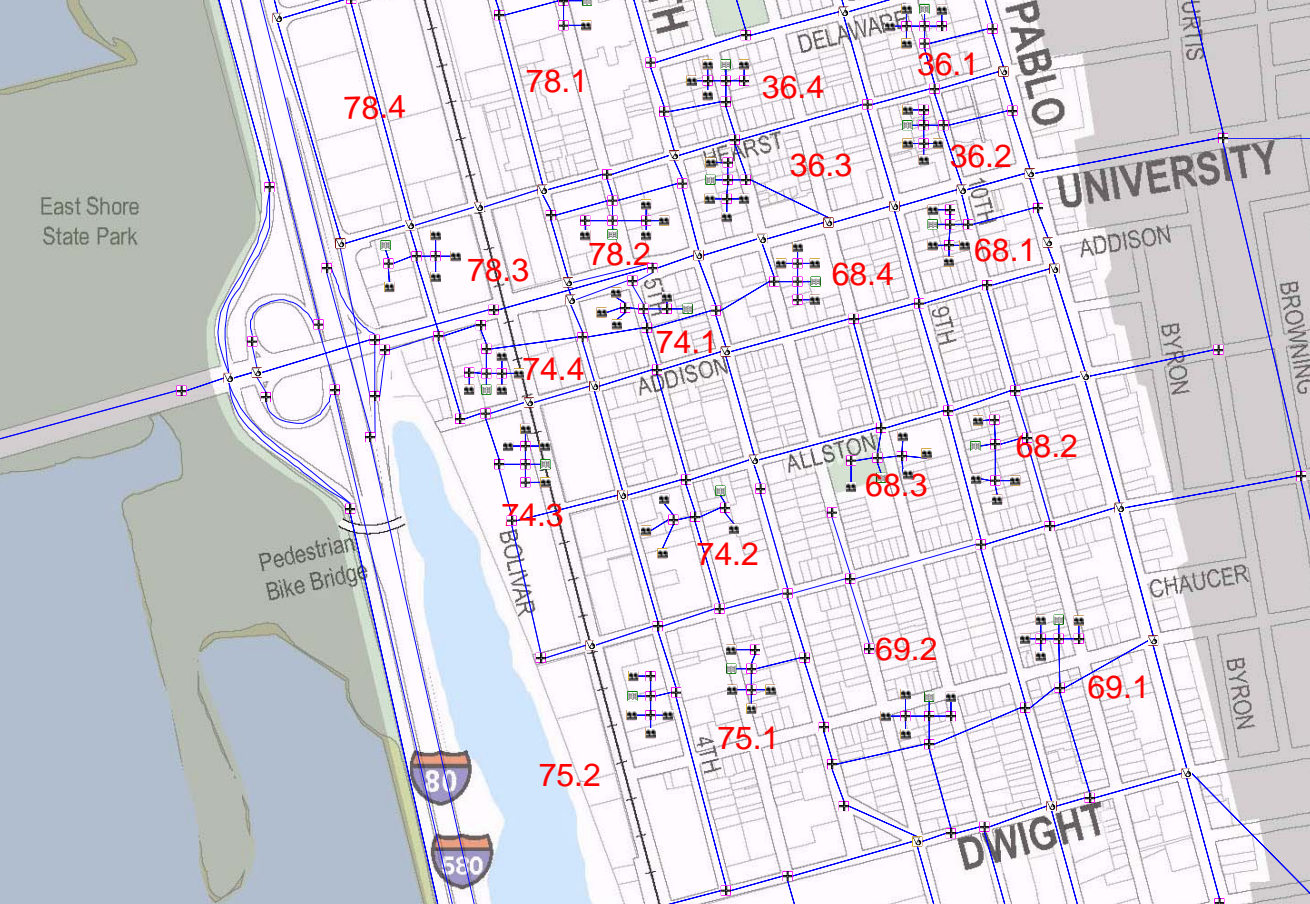 TH
DELAWARE
PABLO
CURTIS
36.1
78.1
36.4
78.4
HEARST
36.3
36.2
UNIVERSITY
10TH
East Shore
State Park
ADDISON
68.1
78.2
78.3
68.4
5TH
9TH
BROWNING
BYRON
74.1
74.4
ADDISON
ALLSTON
68.2
68.3
74.3
74.2
BOLIVAR
Pedestrian
Bike Bridge
CHAUCER
69.2
69.1
BYRON
75.1
4TH
75.2
80
DWIGHT
580